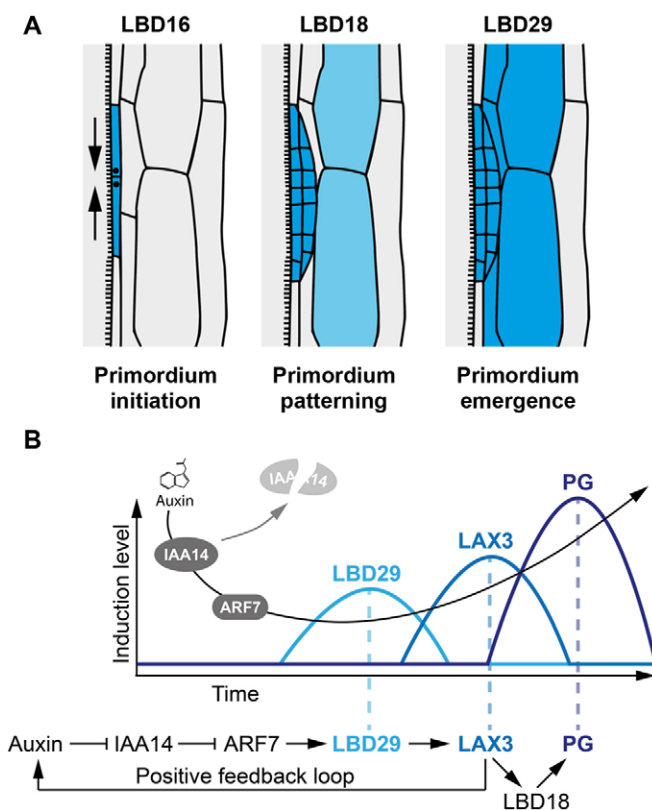 A
LBD16 LBD18 LBD29
Primordium initiation
Primordium patterning
Primordium emergence
B
Induction level
Auxin
IAA14
IAA14
ARF7
LBD29
LAX3
PG
Time
Auxin IAA14 ARF7 LBD29 LAX3 PG
Positive feedback loop
LBD18